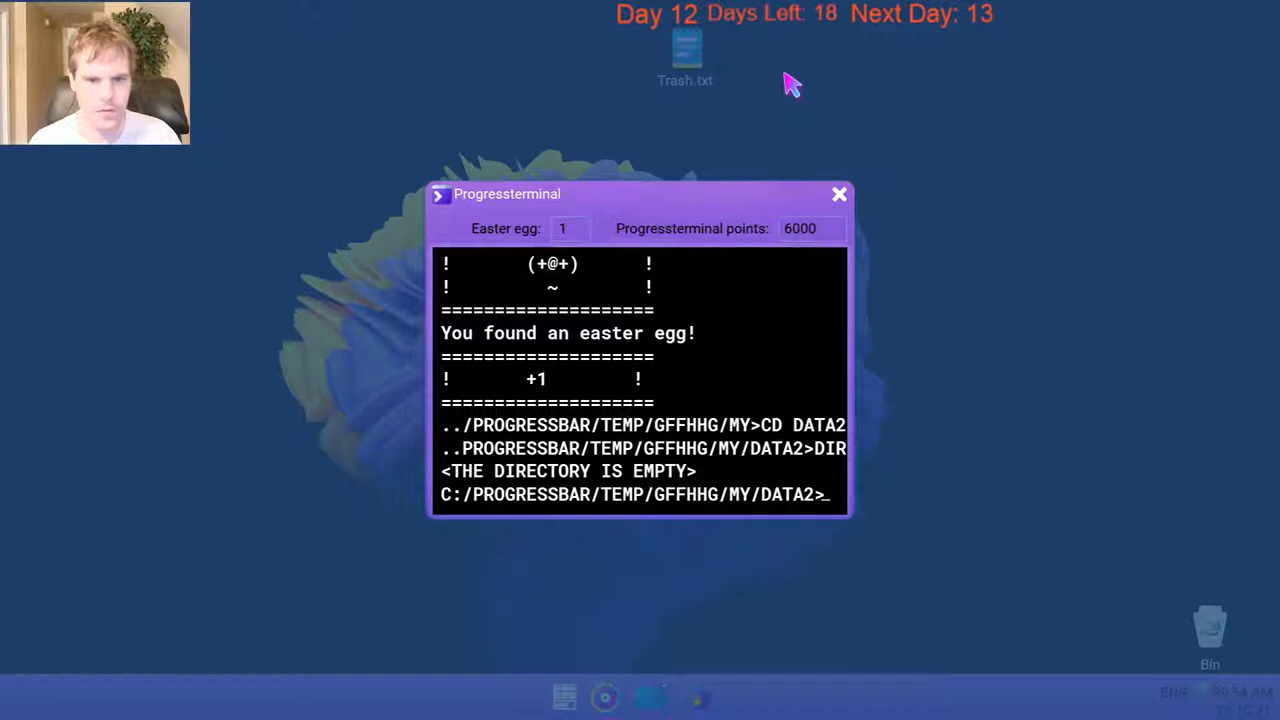 Day 12 Days Left: 18 Next Day: 13
Trash.txt
Progressterminal
Easter egg: 1 Progressterminal points: 6000
! (+@+) !
! ~ !
====================
You found an easter egg!
====================
! +1 !
====================
../PROGRESSBAR/TEMP/GFFHHG/MY>CD DATA2
..PROGRESSBAR/TEMP/GFFHHG/MY/DATA2>DIR
<THE DIRECTORY IS EMPTY>
C:/PROGRESSBAR/TEMP/GFFHHG/MY/DATA2>_
Bin
ENG